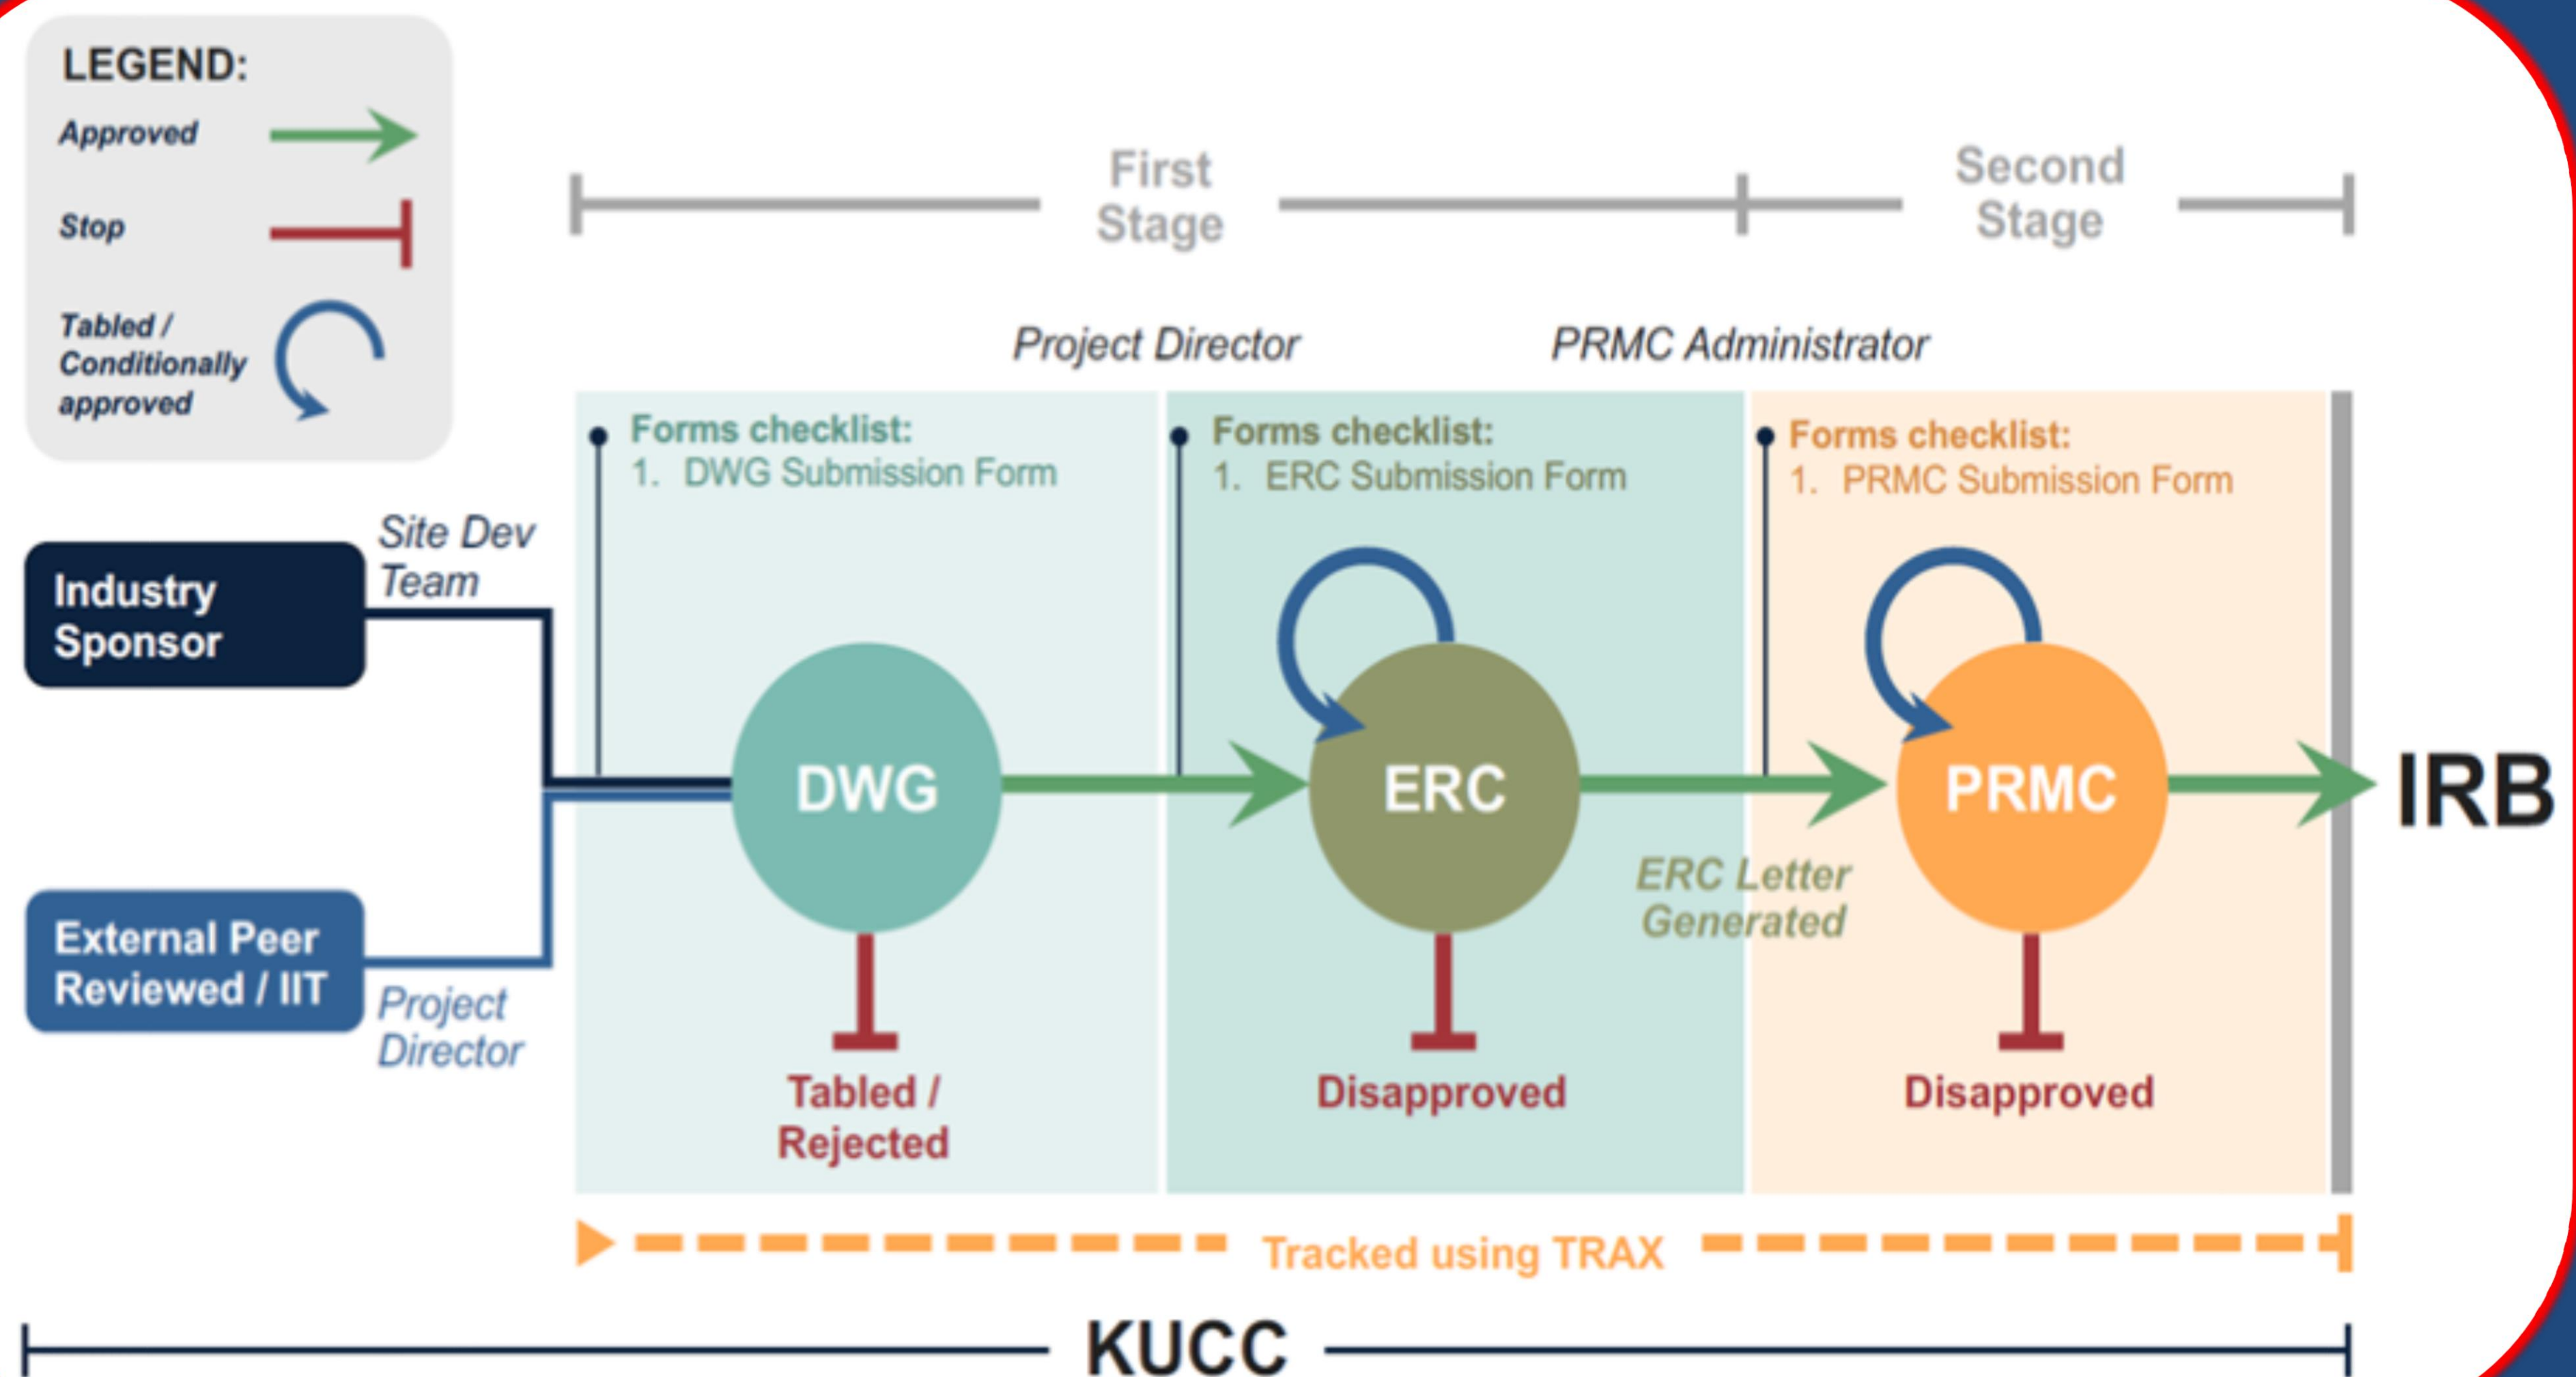 LEGEND:
Approved
Stop
Tabled /
Conditionally
approved
First
Stage
Second
Stage
Project Director
PRMC Administrator
Forms checklist:
1. DWG Submission Form
Forms checklist:
1. ERC Submission Form
Forms checklist:
1. PRMC Submission Form
Site Dev
Team
Industry
Sponsor
External Peer
Reviewed / IIT
Project
Director
DWG
ERC
PRMC
IRB
ERC Letter
Generated
Tabled /
Rejected
Disapproved
Disapproved
Tracked using TRAX
KUCC